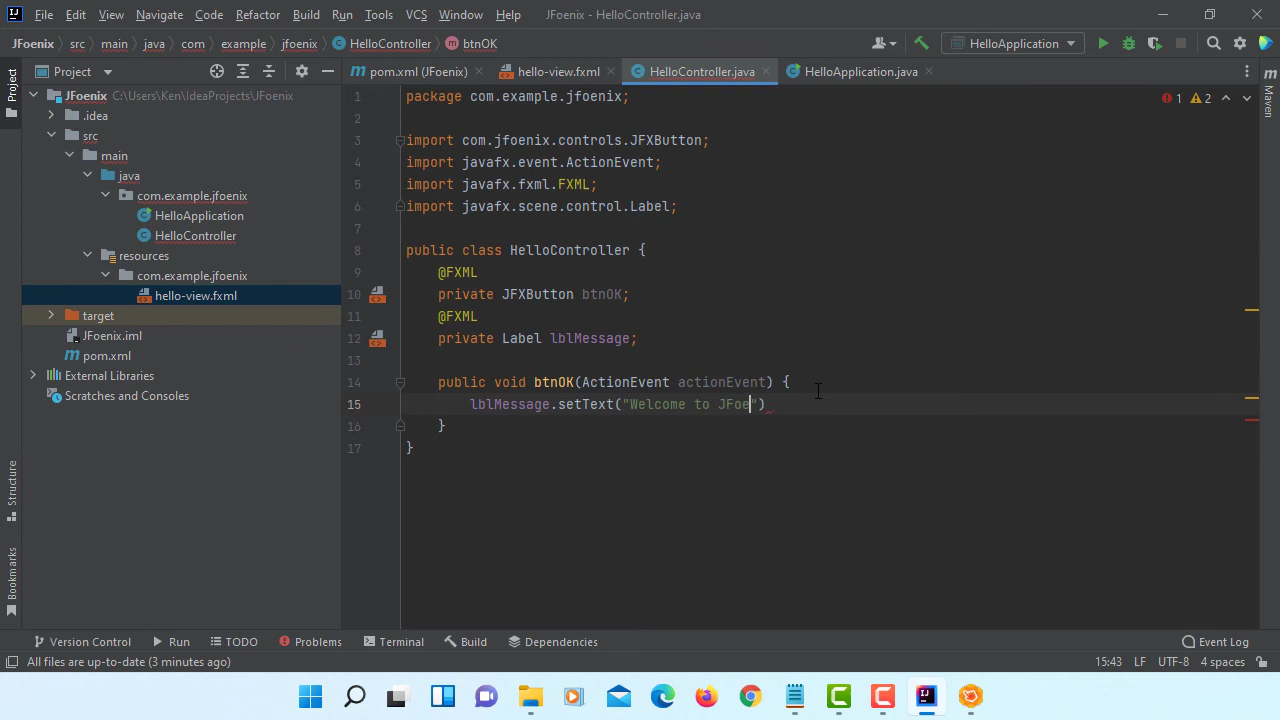 File Edit View Navigate Code Refactor Build Run Tools VCS Window Help JFoenix - HelloController.java
JFoenix src main java com example jfoenix HelloController btnOK HelloApplication
Project pom.xml (JFoenix) hello-view.fxml HelloController.java HelloApplication.java
Project
JFoenix C:\Users\Ken\IdeaProjects\JFoenix
.idea
src
main
java
com.example.jfoenix
HelloApplication
HelloController
resources
com.example.jfoenix
hello-view.fxml
target
JFoenix.iml
pom.xml
External Libraries
Scratches and Consoles
Structure
Bookmarks
1 package com.example.jfoenix;
2
3 import com.jfoenix.controls.JFXButton;
4 import javafx.event.ActionEvent;
5 import javafx.fxml.FXML;
6 import javafx.scene.control.Label;
7
8 public class HelloController {
9 @FXML
10 private JFXButton btnOK;
11 @FXML
12 private Label lblMessage;
13
14 public void btnOK(ActionEvent actionEvent) {
15 lblMessage.setText("Welcome to JFoe")
16 }
17 }
1 2
Maven
Version Control Run TODO Problems Terminal Build Dependencies Event Log
All files are up-to-date (3 minutes ago) 15:43 LF UTF-8 4 spaces